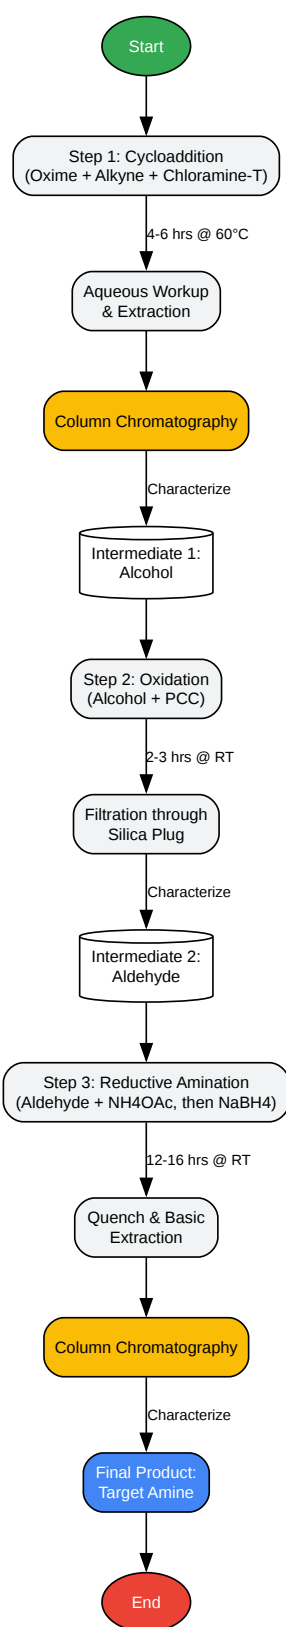 Start
Step 1: Cycloaddition
(Oxime + Alkyne + Chloramine-T)
4-6 hrs @ 60°C
Aqueous Workup
& Extraction
Column Chromatography
Characterize
Intermediate 1:
Alcohol
Step 2: Oxidation
(Alcohol + PCC)
2-3 hrs @ RT
Filtration through
Silica Plug
Characterize
Intermediate 2:
Aldehyde
Step 3: Reductive Amination
(Aldehyde + NH4OAc, then NaBH4)
12-16 hrs @ RT
Quench & Basic
Extraction
Column Chromatography
Characterize
Final Product:
Target Amine
End